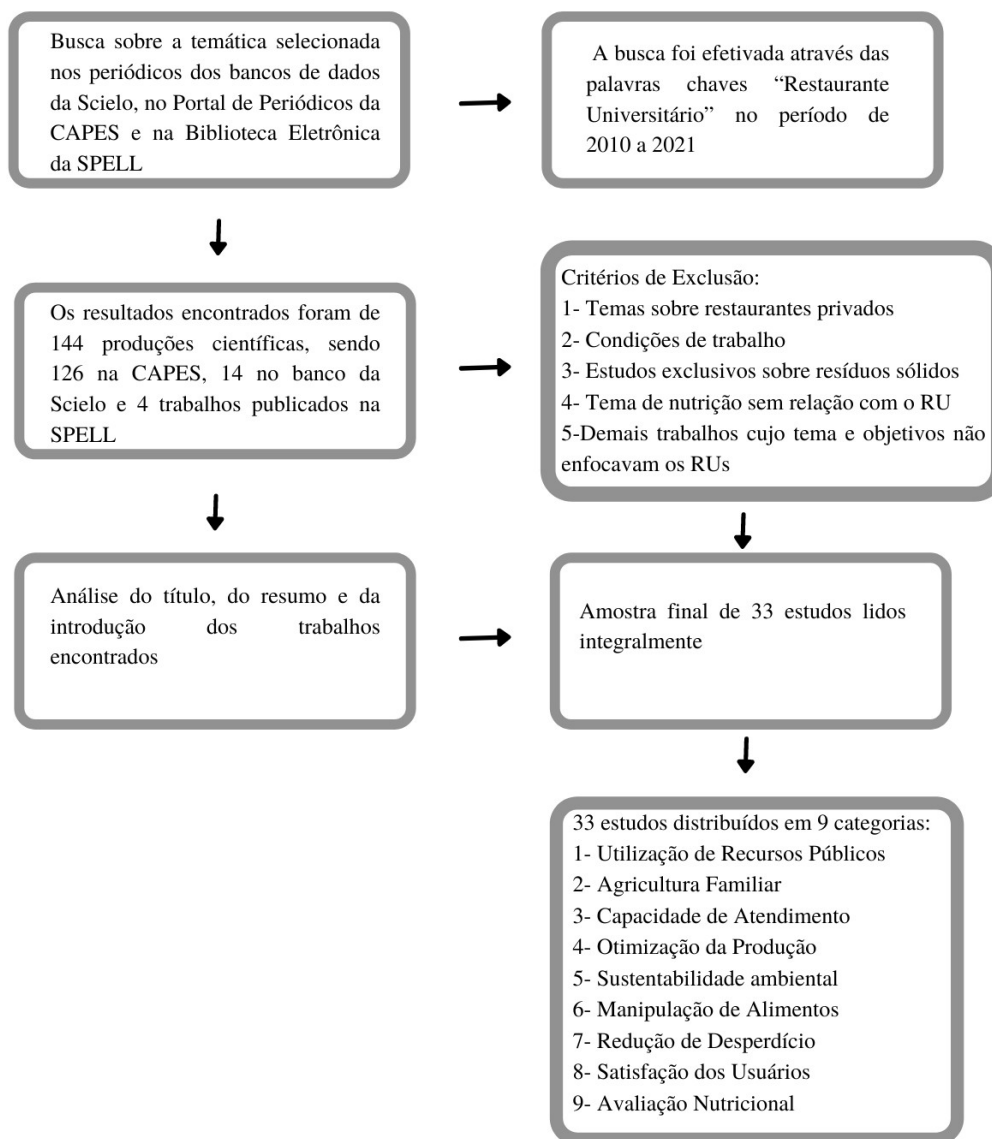 Busca sobre a temática selecionada
nos periódicos dos bancos de dados
da Scielo, no Portal de Periódicos da
CAPES e na Biblioteca Eletrônica
da SPELL
A busca foi efetivada através das
palavras chaves “Restaurante
Universitário” no período de
2010 a 2021
Os resultados encontrados foram de
144 produções científicas, sendo
126 na CAPES, 14 no banco da
Scielo e 4 trabalhos publicados na
SPELL
Critérios de Exclusão:
1- Temas sobre restaurantes privados
2- Condições de trabalho
3- Estudos exclusivos sobre resíduos sólidos
4- Tema de nutrição sem relação com o RU
5-Demais trabalhos cujo tema e objetivos não
enfocavam os RUs
Análise do título, do resumo e da
introdução dos trabalhos
encontrados
Amostra final de 33 estudos lidos
integralmente
33 estudos distribuídos em 9 categorias:
1- Utilização de Recursos Públicos
2- Agricultura Familiar
3- Capacidade de Atendimento
4- Otimização da Produção
5- Sustentabilidade ambiental
6- Manipulação de Alimentos
7- Redução de Desperdício
8- Satisfação dos Usuários
9- Avaliação Nutricional